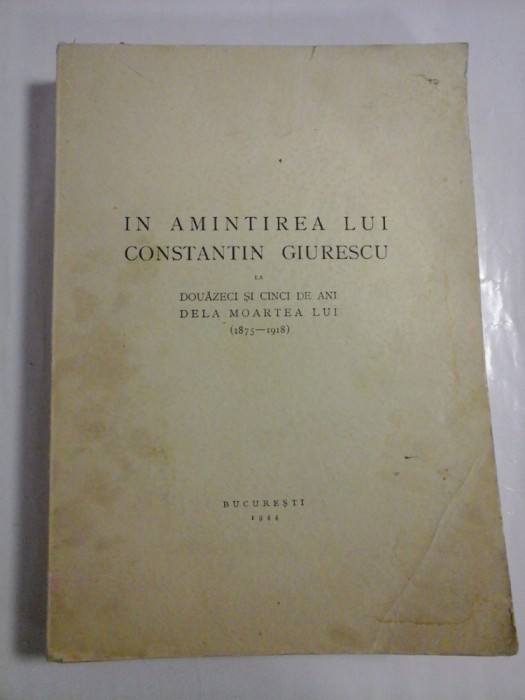 IN AMINTIREA LUI
CONSTANTIN GIURESCU
LA
DOUĂZECI ȘI CINCI DE ANI
DELA MOARTEA LUI
(1875—1918)
BUCUREȘTI
1944